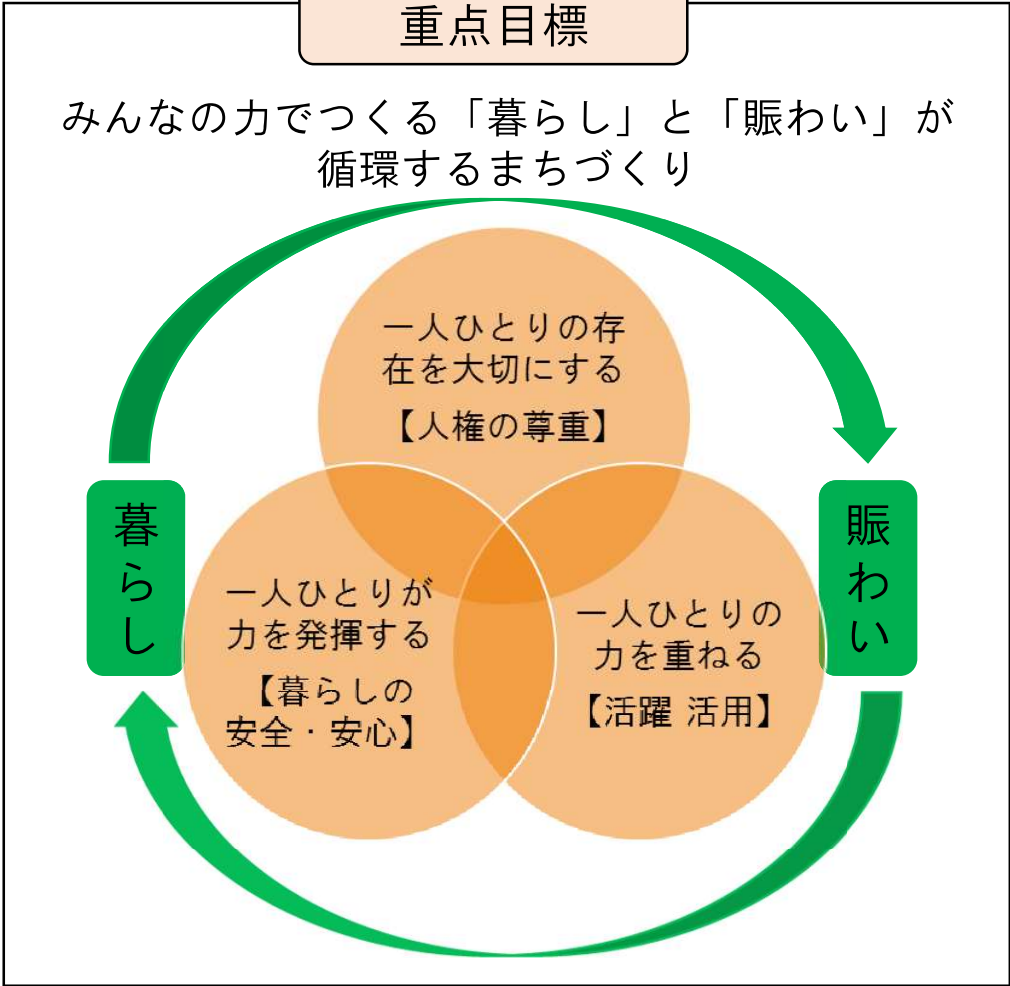 重点目標
みんなの力でつくる「暮らし」と「賑わい」が
循環するまちづくり
一人ひとりの存
在を大切にする
【人権の尊重】
暮らし
一人ひとりが
力を発揮する
【暮らしの
安全・安心】
一人ひとりの
力を重ねる
【活躍 活用】
賑わい